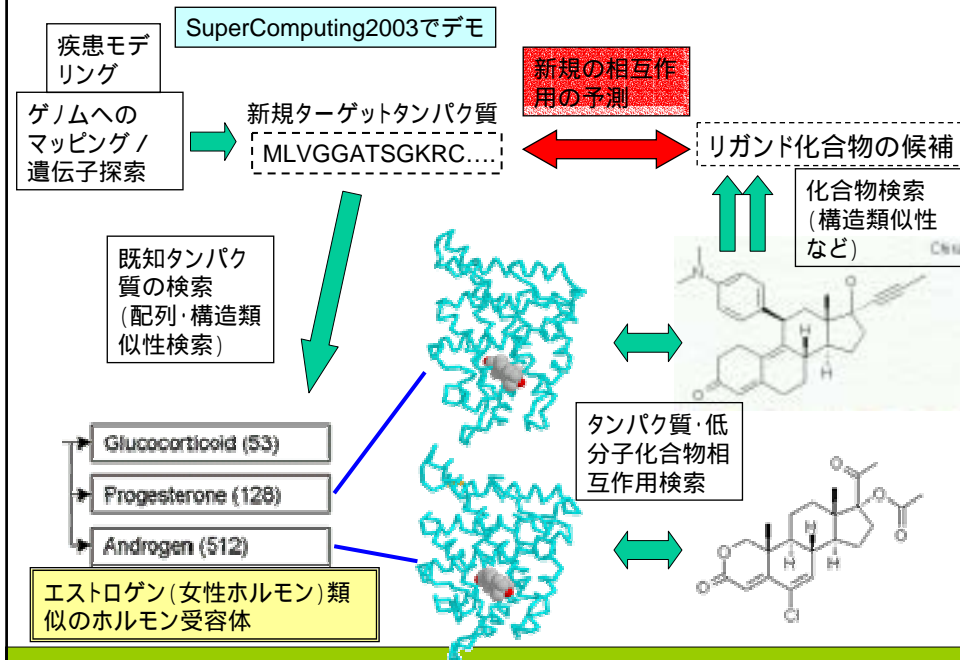 SuperComputing2003でデモ
疾患モデ
リング
ゲノムへの
マッピング /
遺伝子探索
新規ターゲットタンパク質
MLVGGATSGKRC….
新規の相互作
用の予測
リガンド化合物の候補
化合物検索
(構造類似性
など)
既知タンパク
質の検索
(配列･構造類
似性検索)
Chiral
N
O
H
H
O
タンパク質･低
分子化合物相
互作用検索
Glucocorticoid (53)
Progesterone (128)
Androgen (512)
エストロゲン(女性ホルモン)類
似のホルモン受容体
O
O
O
H
H
H
O
O
Cl